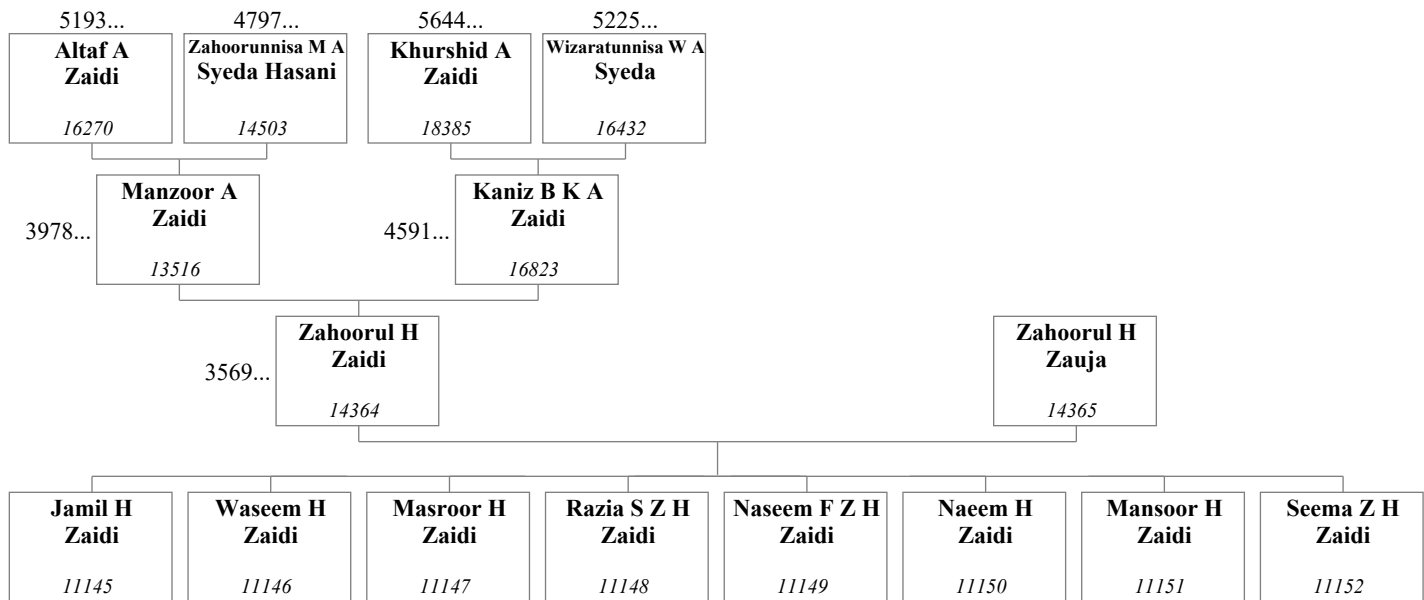 5193...
4797...
5644...
5225...
Altaf A
Zaidi
16270
Zahoorunnisa M A
Syeda Hasani
14503
Khurshid A
Zaidi
18385
Wizaratunnisa W A
Syeda
16432
3978...
Manzoor A
Zaidi
13516
4591...
Kaniz B K A
Zaidi
16823
3569...
Zahoorul H
Zaidi
14364
Zahoorul H
Zauja
14365
Jamil H
Zaidi
11145
Waseem H
Zaidi
11146
Masroor H
Zaidi
11147
Razia S Z H
Zaidi
11148
Naseem F Z H
Zaidi
11149
Naeem H
Zaidi
11150
Mansoor H
Zaidi
11151
Seema Z H
Zaidi
11152